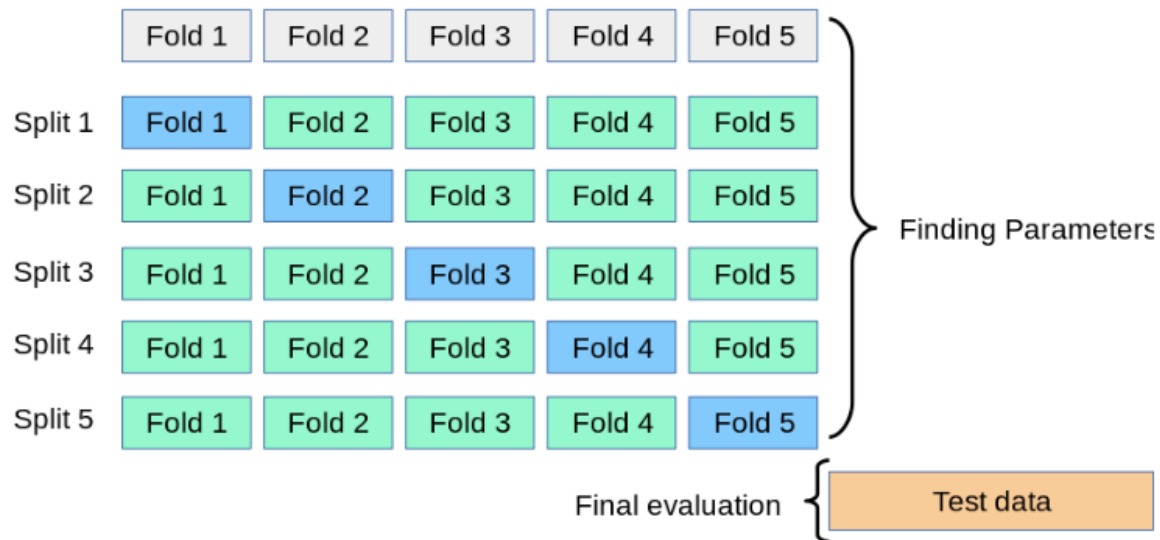 Fold 1 Fold 2 Fold 3 Fold 4 Fold 5
Split 1 Fold 1 Fold 2 Fold 3 Fold 4 Fold 5
Split 2 Fold 1 Fold 2 Fold 3 Fold 4 Fold 5
Finding Parameters
Split 3 Fold 1 Fold 2 Fold 3 Fold 4 Fold 5
Split 4 Fold 1 Fold 2 Fold 3 Fold 4 Fold 5
Split 5 Fold 1 Fold 2 Fold 3 Fold 4 Fold 5
Final evaluation Test data